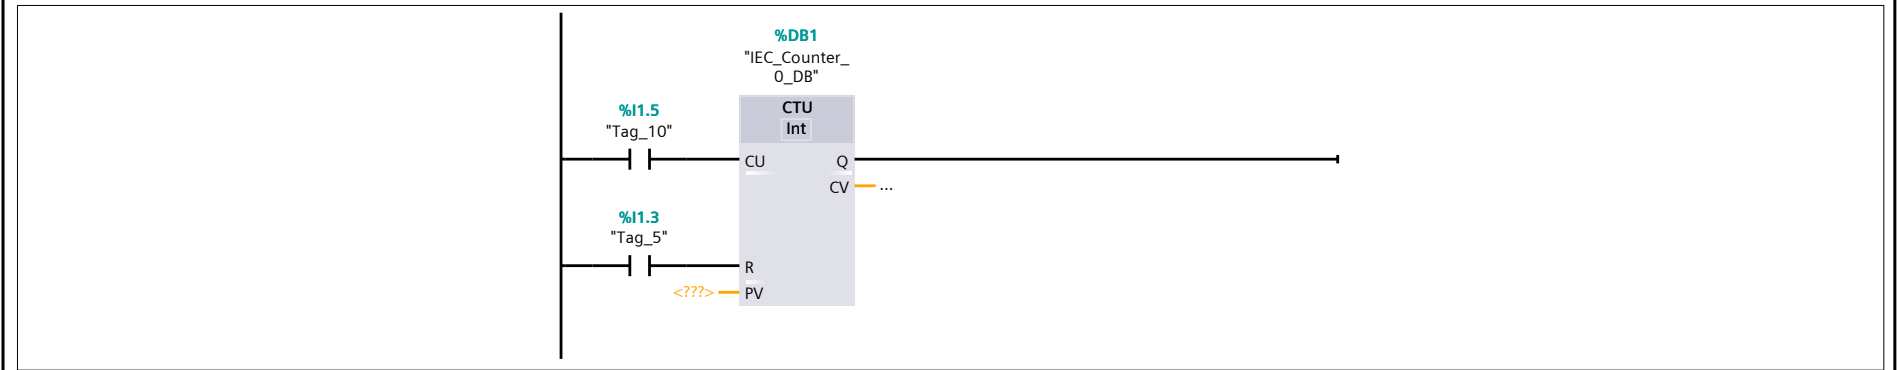 %DB1
"IEC_Counter_
0_DB"
%I1.5
"Tag_10"
CTU
Int
CU
Q
CV
...
%I1.3
"Tag_5"
R
<???>
PV